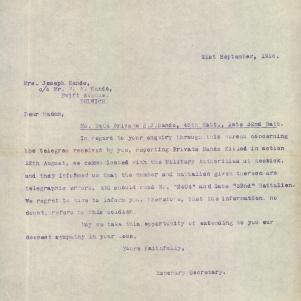 21st September, 1916.
Mrs. Joseph Hands,
c/o Mr. Hands,
Swift Avenue,
Dear Madam,
Private Hands, Batt., Late 32nd Batt.
In regard to your enquiry through this bureau concerning
the telegram received by you, reporting Private Hands killed in action
12th August, we communicated with the Military Authorities at Keswick,
and they informed us that the number and battalion given thereon are
telegraphic errors, and should read No. "2404" and Late "32nd" Battalion.
We regret to have to inform you, therefore, that the information, no
doubt, refers to this soldier.
May we take this opportunity of extending to you our
deepest sympathy in your loss.
Yours faithfully,
Honorary Secretary.